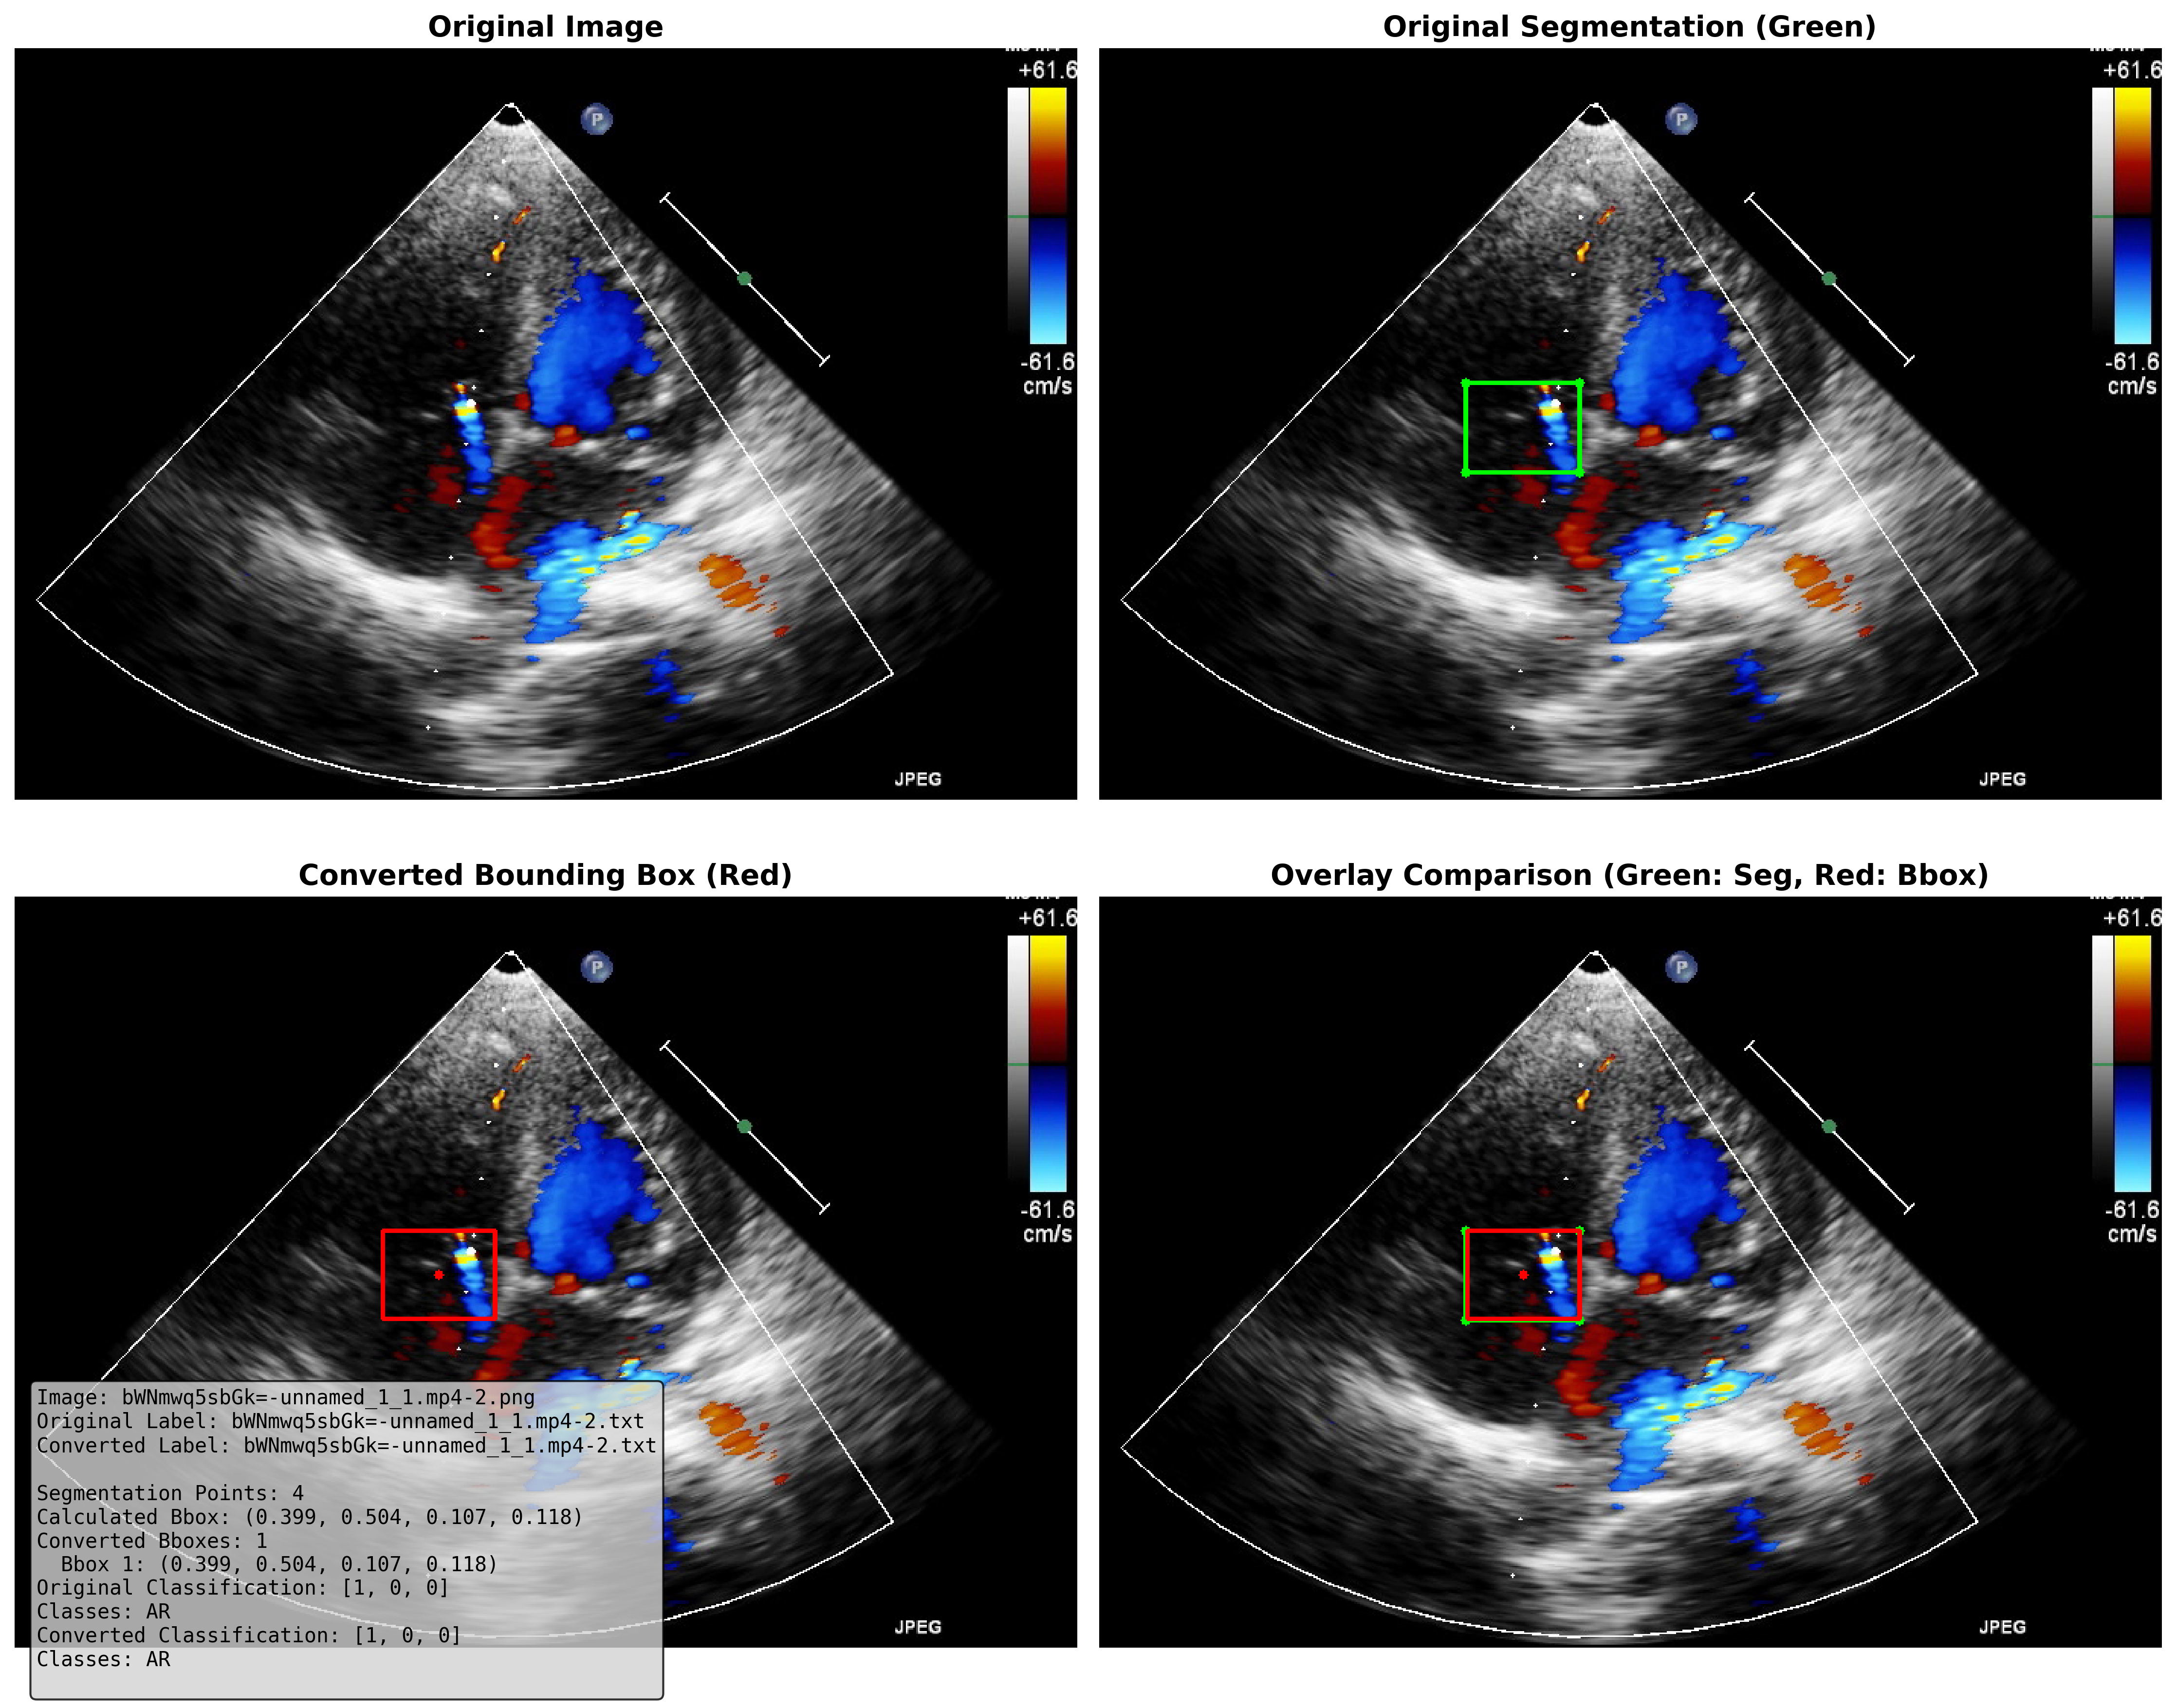 Original Image
+61.6
P
-61.6
cm/s
JPEG
Original Segmentation (Green)
+61.6
P
-61.6
cm/s
JPEG
Converted Bounding Box (Red)
+61.6
P
-61.6
cm/s
JPEG
Image: bWNmwq5sbGk=-unnamed_1_1.mp4-2.png
Original Label: bWNmwq5sbGk=-unnamed_1_1.mp4-2.txt
Converted Label: bWNmwq5sbGk=-unnamed_1_1.mp4-2.txt
Segmentation Points: 4
Calculated Bbox: (0.399, 0.504, 0.107, 0.118)
Converted Bboxes: 1
Bbox 1: (0.399, 0.504, 0.107, 0.118)
Original Classification: [1, 0, 0]
Classes: AR
Converted Classification: [1, 0, 0]
Classes: AR
Overlay Comparison (Green: Seg, Red: Bbox)
+61.6
P
-61.6
cm/s
JPEG